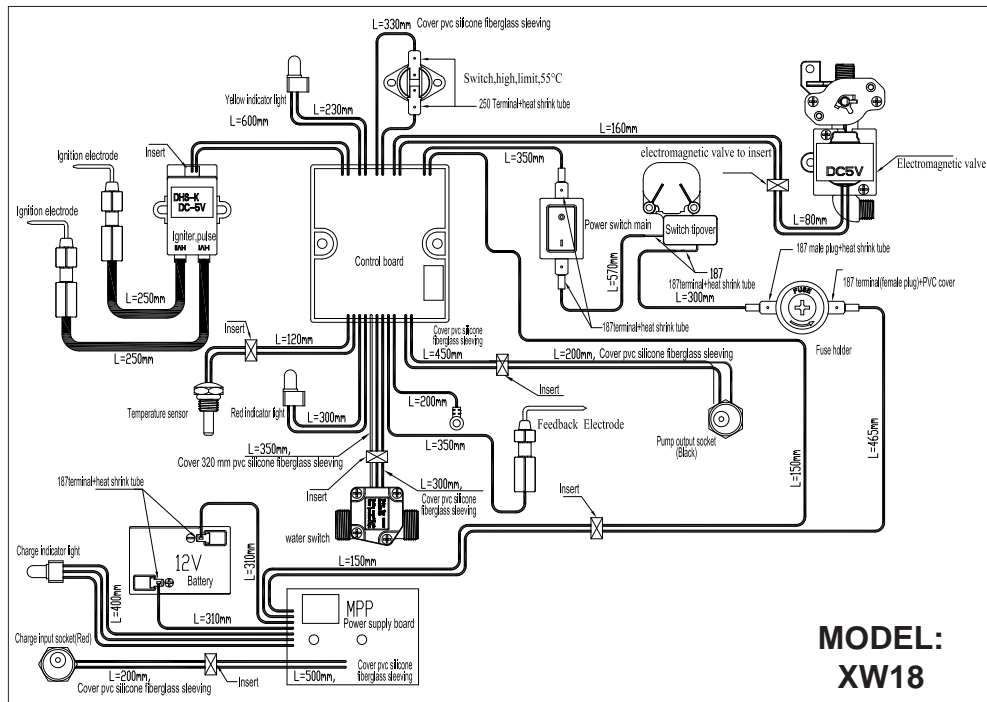 L=330mm Cover pvc silicone fiberglass sleeving
Switch,high,limit,55°C
250 Terminal+heat shrink tube
Yellow indicator light
L=230mm
L=600mm
L=160mm
L=350mm
electromagnetic valve to insert
Electromagnetic valve
DC5V
L=80mm
Ignition electrode
Insert
Ignition electrode
DHS-K
DC-5V
Igniter,pulse
HV1
HV1
L=250mm
L=250mm
Control board
Power switch main
Switch tipover
L=570mm
187
187terminal+heat shrink tube
L=300mm
187terminal+heat shrink tube
187 male plug+heat shrink tube
187 terminal(female plug)+PVC cover
FUSE
Fuse holder
Insert
L=120mm
Temperature sensor
Red indicator light
L=300mm
Cover pvc silicone
fiberglass sleeving
L=450mm
L=200mm, Cover pvc silicone fiberglass sleeving
Insert
L=200mm
Feedback Electrode
Pump output socket
(Black)
L=350mm
L=350mm,
Cover 320 mm pvc silicone fiberglass sleeving
Insert
L=300mm,
Cover pvc silicone
fiberglass sleeving
water switch
Insert
L=150mm
L=465mm
187terminal+heat shrink tube
12V
Battery
L=310mm
L=150mm
Charge indicator light
L=400mm
L=310mm
MPP
Power supply board
Charge input socket(Red)
L=200mm,
Cover pvc silicone fiberglass sleeving
Insert
L=500mm,
Cover pvc silicone
fiberglass sleeving
MODEL:
XW18